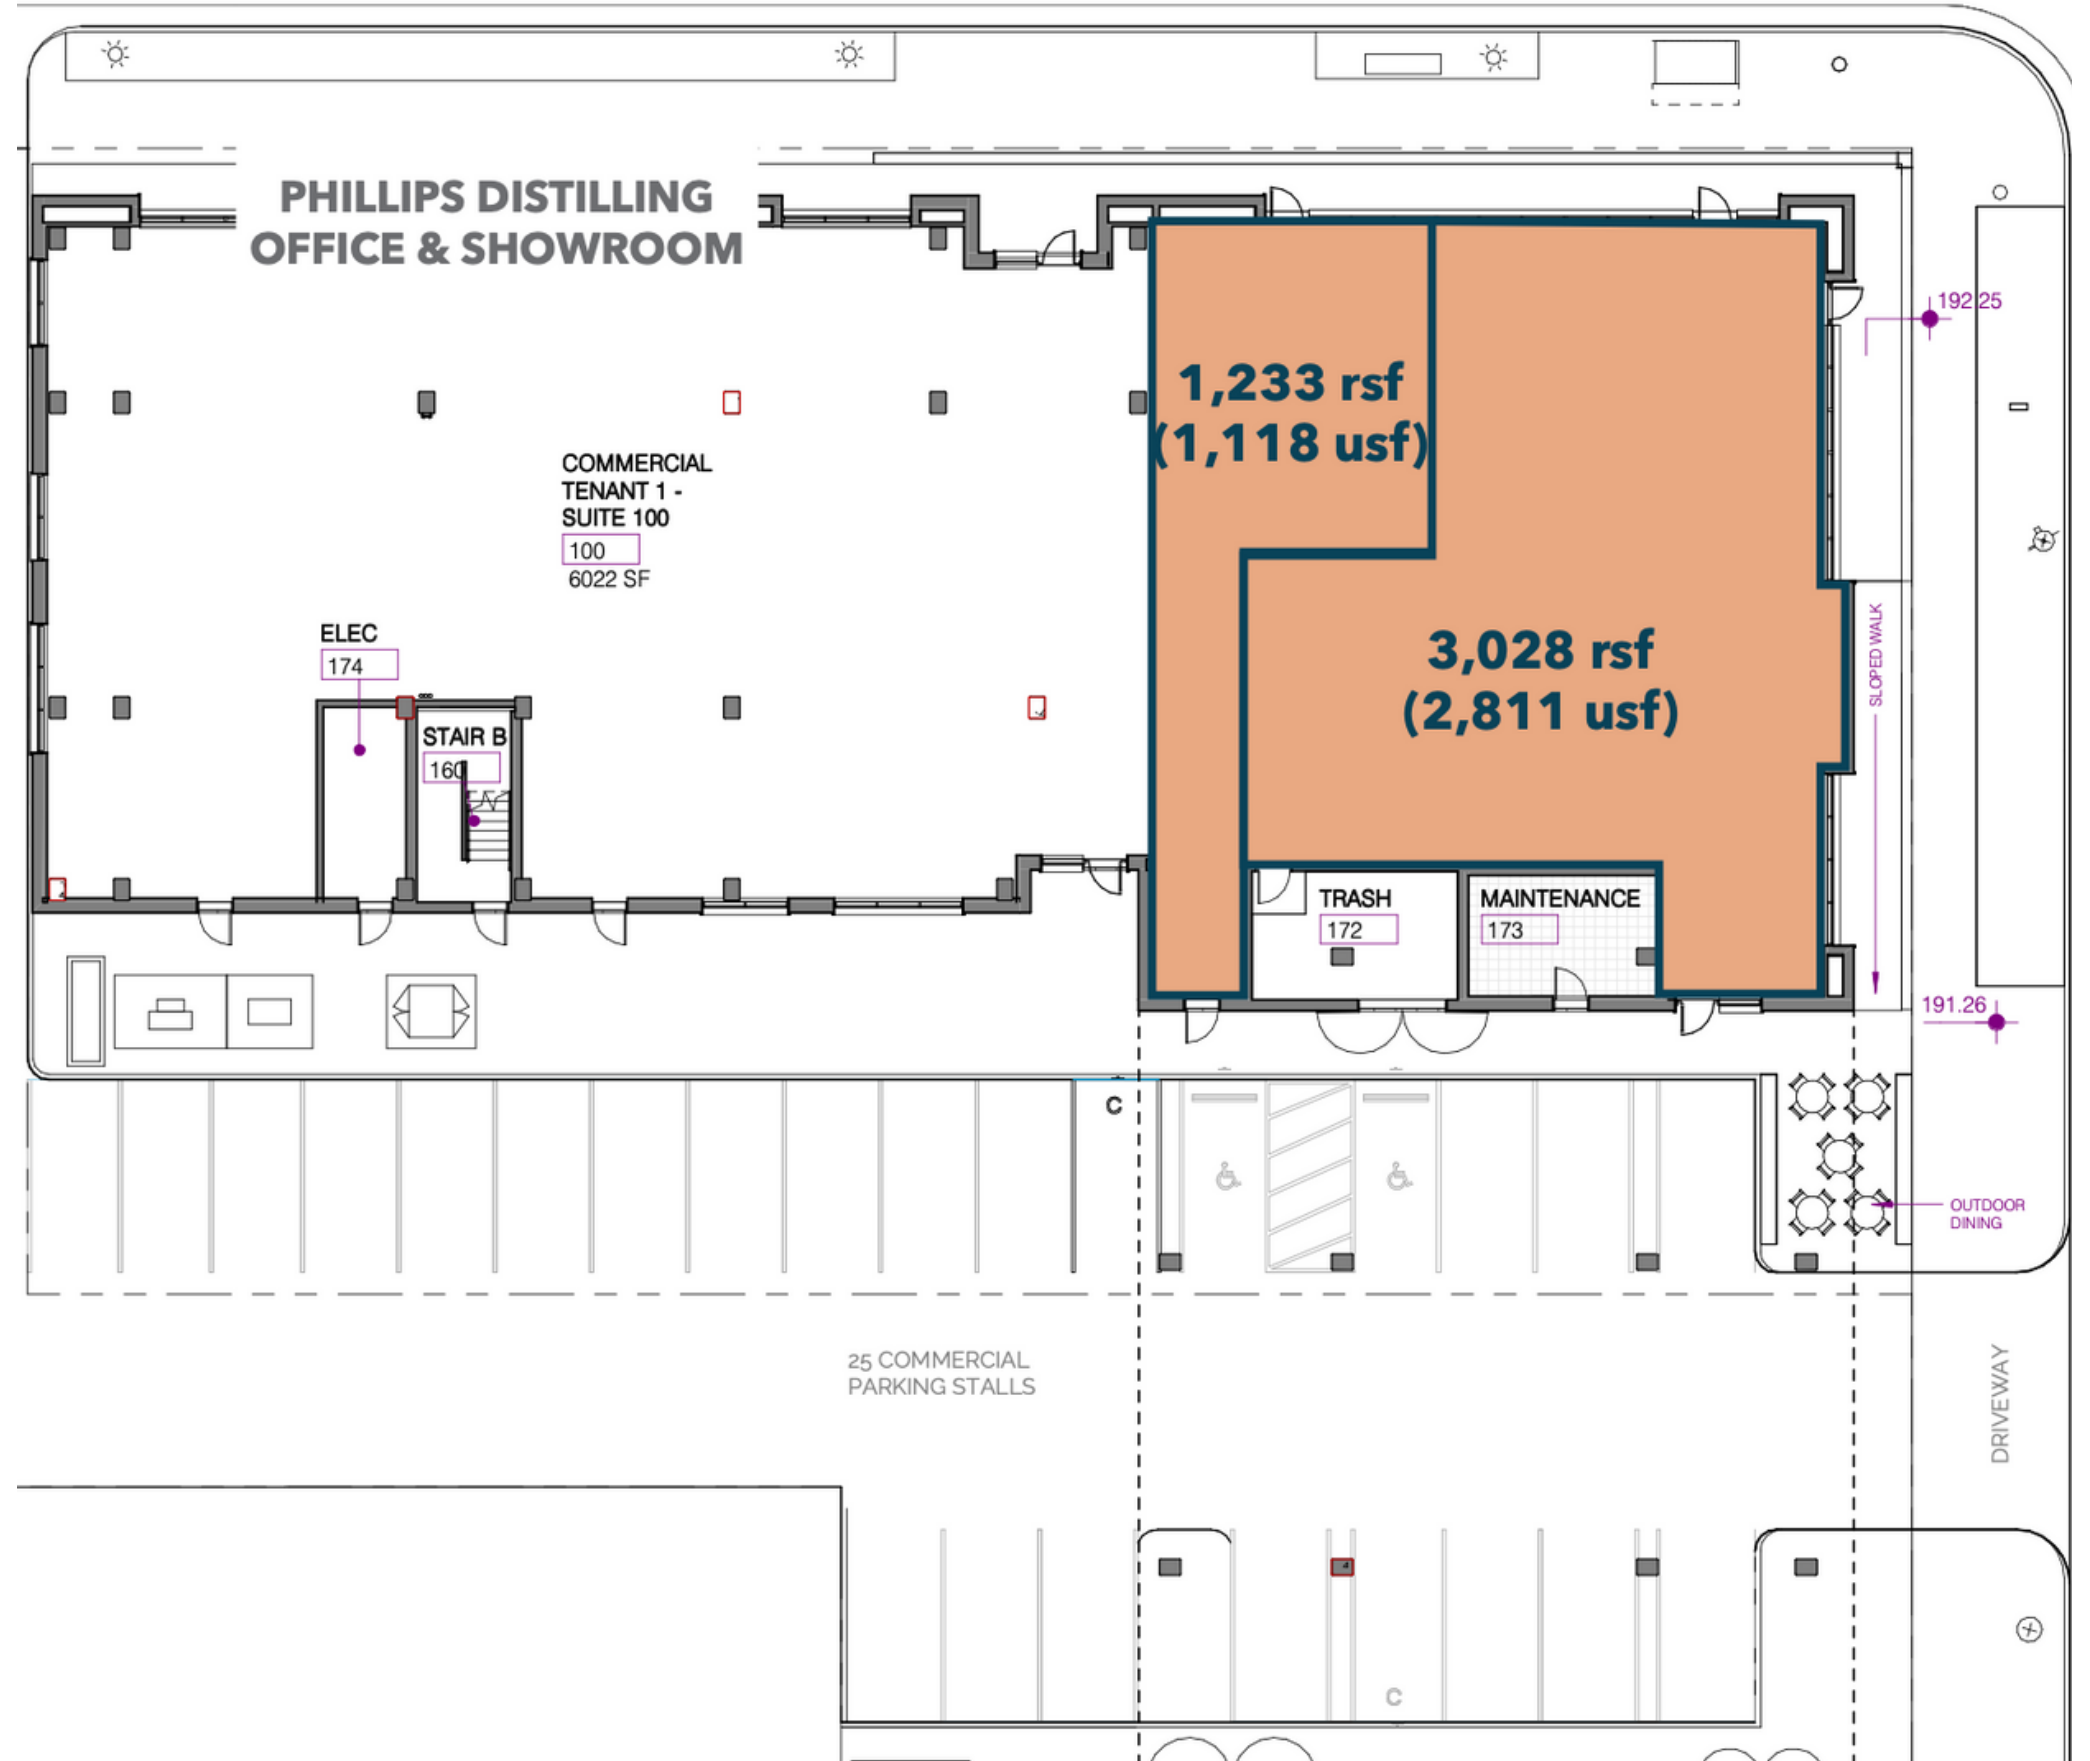 PHILLIPS DISTILLING
OFFICE & SHOWROOM
192.25
1,233 rsf
(1,118 usf)
COMMERCIAL
TENANT 1 -
SUITE 100
100
6022 SF
ELEC
174
3,028 rsf
(2,811 usf)
SLOPED WALK
STAIR B
160
TRASH
172
MAINTENANCE
173
191.26
C
OUTDOOR
DINING
25 COMMERCIAL
PARKING STALLS
DRIVEWAY
C